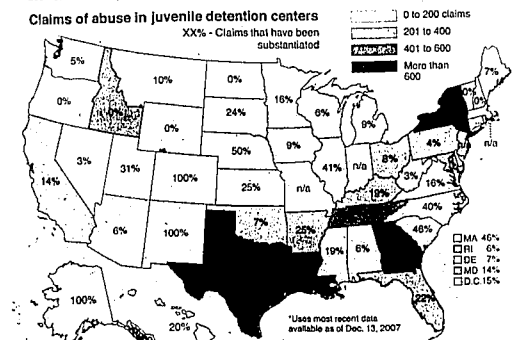 Claims of abuse in juvenile detention centers
XX% - Claims that have been
substantiated
0 to 200 claims
201 to 400
401 to 600
More than
600
5%
10%
0%
16%
7%
0%
0%
0%
0%
0%
24%
6%
9%
4%
n/a
3%
31%
50%
9%
41%
n/a
8%
3%
16%
14%
100%
25%
n/a
40%
6%
100%
7%
25%
19%
6%
46%
22%
100%
20%
MA 46%
RI 6%
DE 7%
MD 14%
D.C. 15%
*Uses most recent data
available as of Dec. 13, 2007